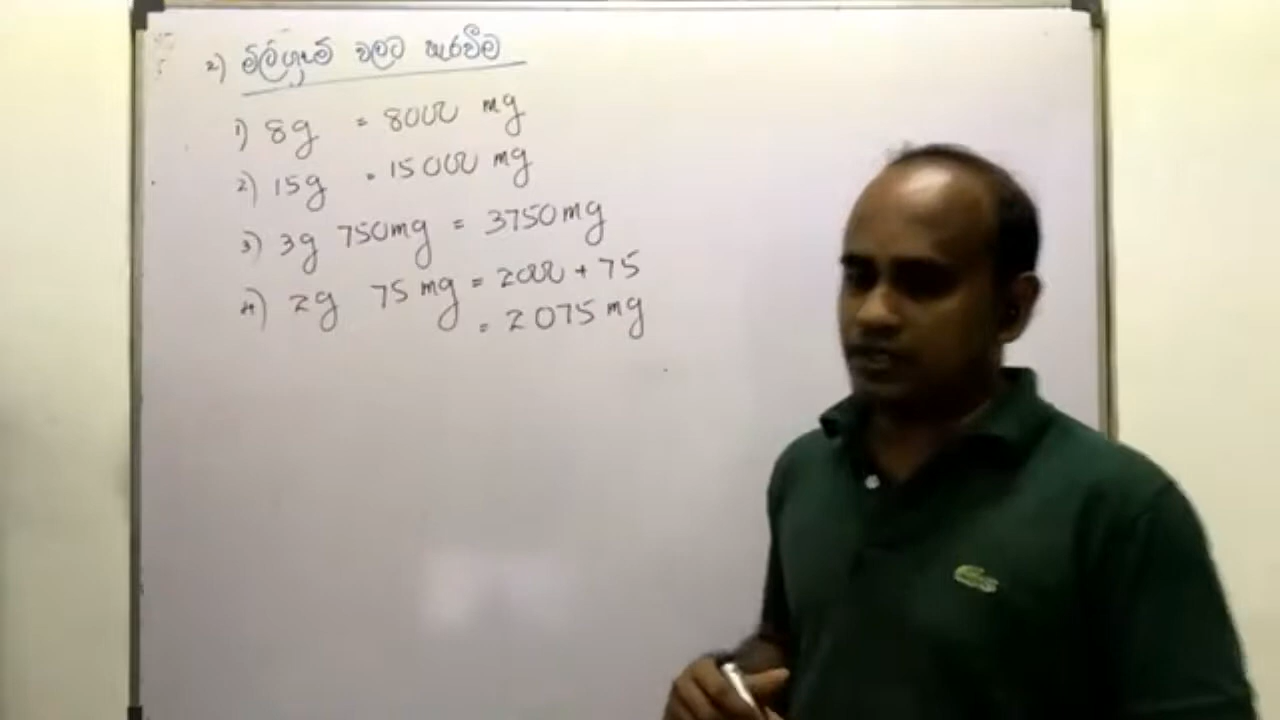 2) මිලිග්‍රෑම් වලට හැරවීම
1) 8g = 8000 mg
2) 15g = 15000 mg
3) 3g 750mg = 3750mg
4) 2g 75 mg = 2000 + 75
= 2075 mg